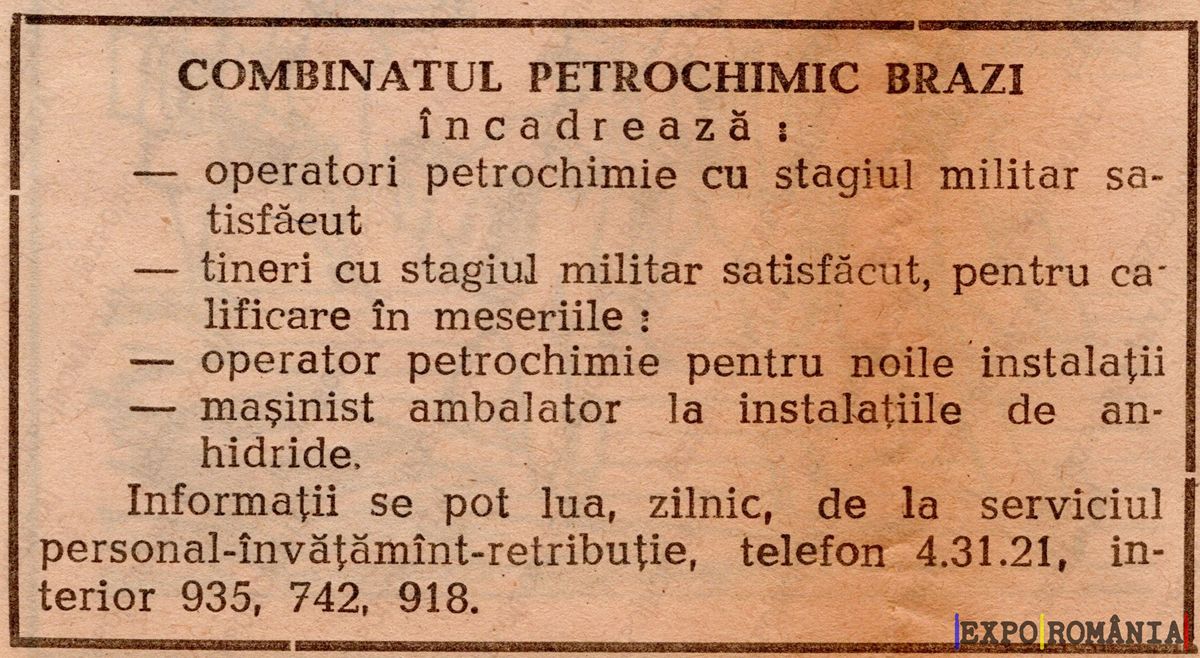 COMBINATUL PETROCHIMIC BRAZI
încadrează :
— operatori petrochimie cu stagiul militar sa-
tisfăeut
— tineri cu stagiul militar satisfăcut, pentru ca-
lificare în meseriile :
— operator petrochimie pentru noile instalații
— mașinist ambalator la instalațiile de an-
hidride.
Informații se pot lua, zilnic, de la serviciul
personal-învățămînt-retribuție, telefon 4.31.21, in-
terior 935, 742, 918.
EXPO ROMÂNIA